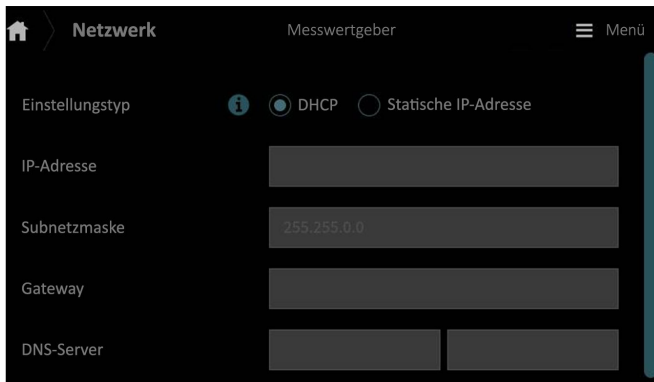 Netzwerk Messwertgeber Menü
Einstellungstyp i DHCP Statische IP-Adresse
IP-Adresse
Subnetzmaske 255.255.0.0
Gateway
DNS-Server